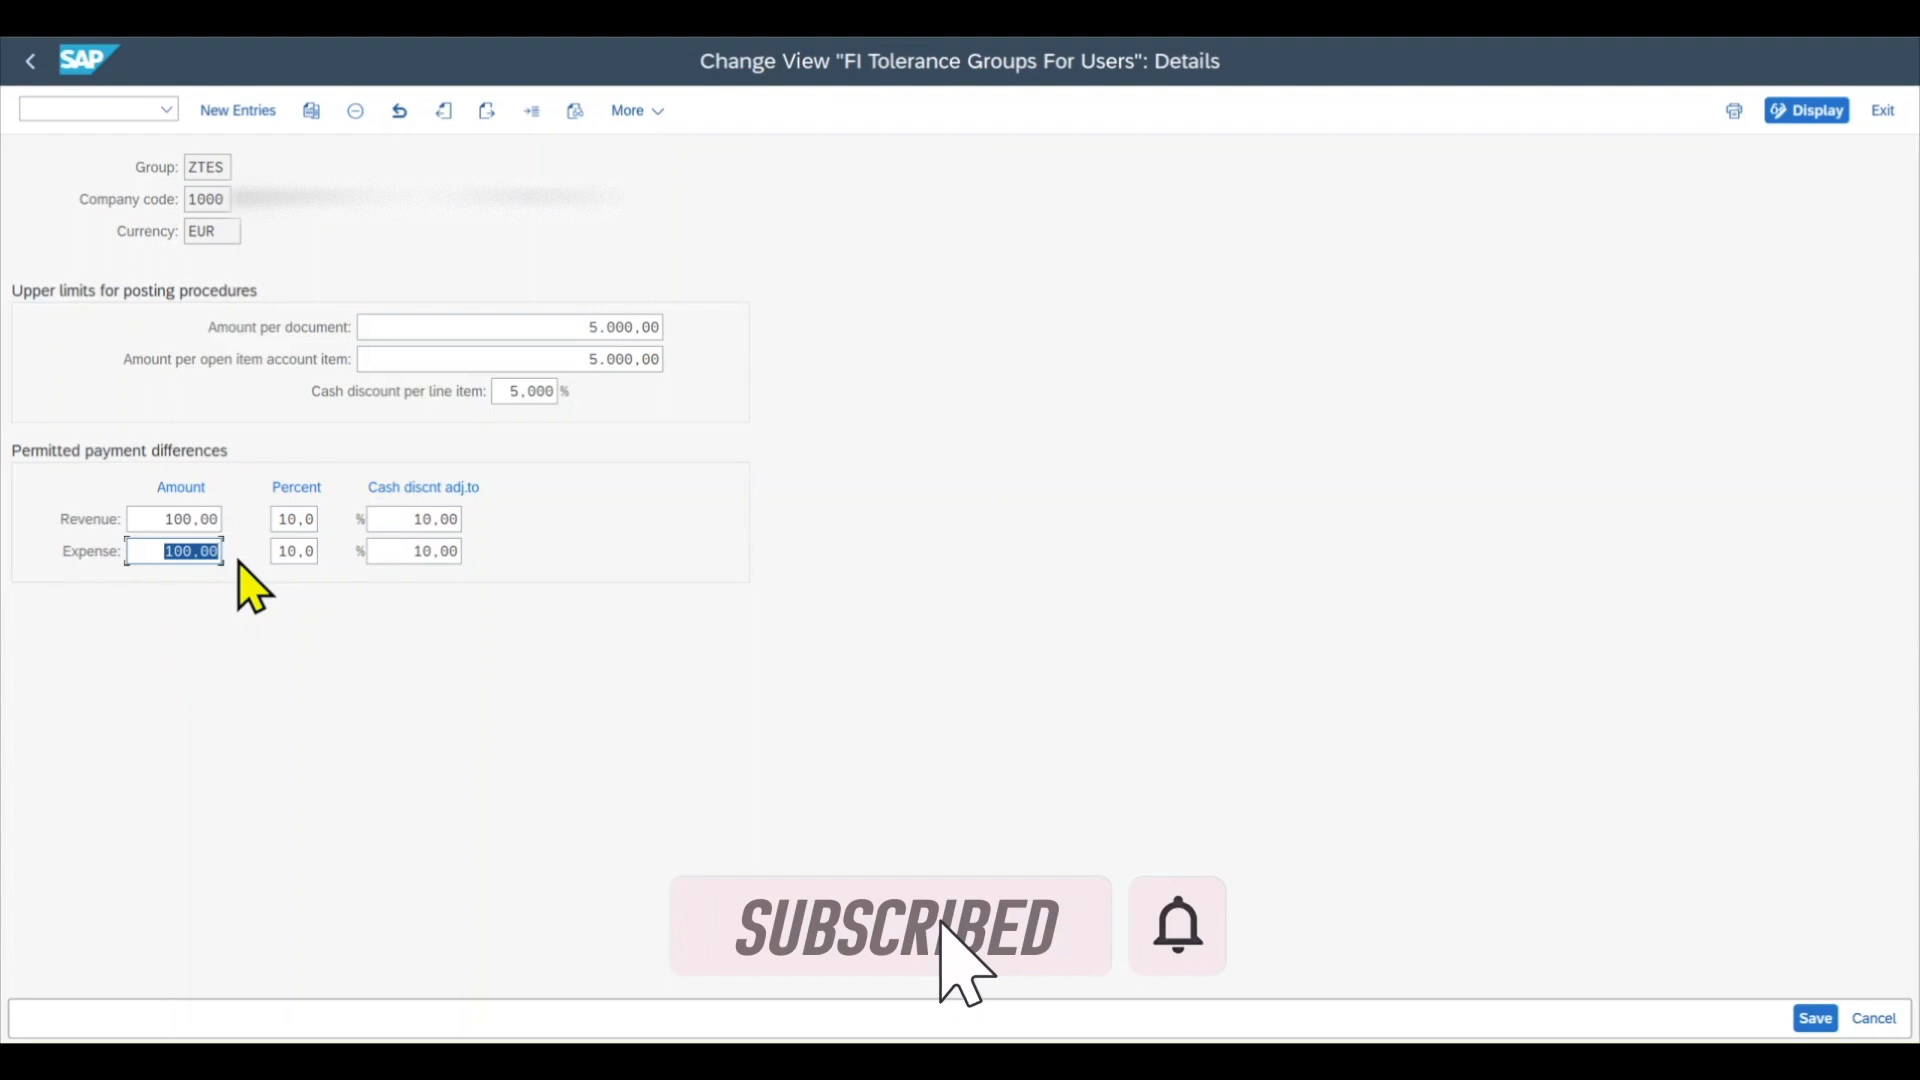 SAP
Change View "FI Tolerance Groups For Users": Details
New Entries More Display Exit
Group: ZTES
Company code: 1000
Currency: EUR
Upper limits for posting procedures
Amount per document: 5.000,00
Amount per open item account item: 5.000,00
Cash discount per line item: 5,000 %
Permitted payment differences
Amount Percent Cash discnt adj.to
Revenue: 100,00 10,0 % 10,00
Expense: 100,00 10,0 % 10,00
SUBSCRIBED
Save Cancel